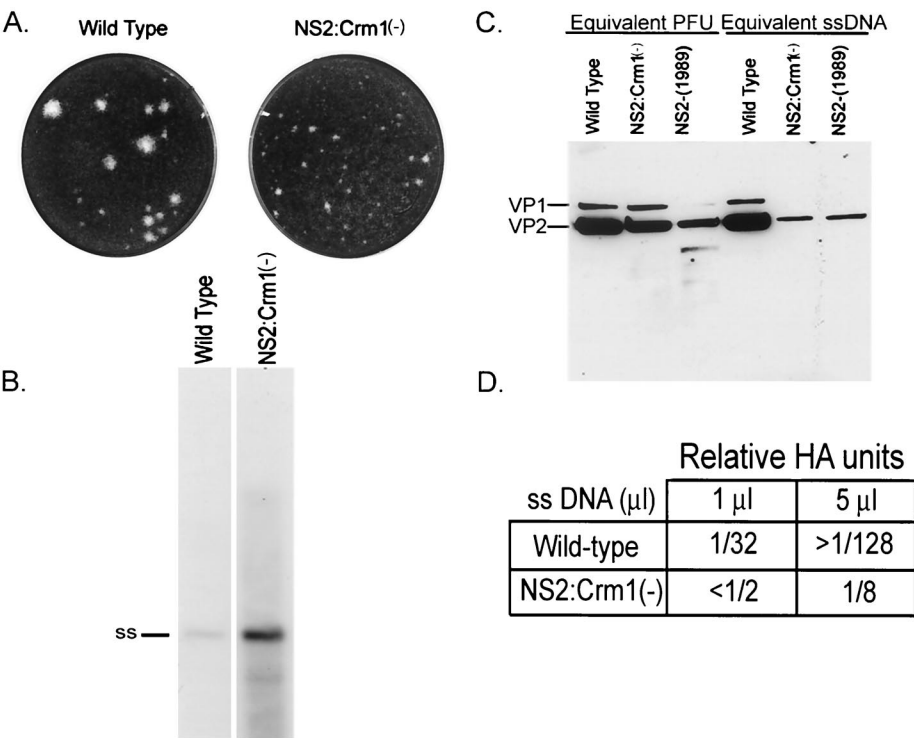 A.
Wild Type
NS2:Crm1(-)
B.
Wild Type
NS2:Crm1(-)
ss
C.
Equivalent PFU
Equivalent ssDNA
Wild Type
NS2:Crm1(-)
NS2-(1989)
Wild Type
NS2:Crm1(-)
NS2-(1989)
VP1
VP2
D.
Relative HA units
ss DNA (μl) 1 μl 5 μl
Wild-type 1/32 >1/128
NS2:Crm1(-) <1/2 1/8